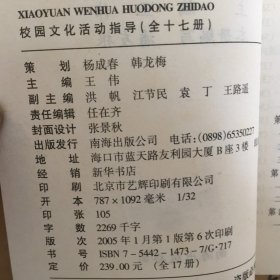 XIAOYUAN WENHUA HUODONG ZHIDAO
校园文化活动指导(全十七册)
策 划 杨成春 韩龙梅
主 编 王 伟
副 主 编 洪 帆 江节民 袁 丁 王路遥
责任编辑 任在齐
封面设计 张景秋
出版发行 南海出版公司 电话(0898)65350227
地 址 海口市蓝天路友利园大厦B座3楼
经 销 新华书店
印 刷 北京市艺辉印刷有限公司
开 本 787×1092毫米 1/32
印 张 105
字 数 2269千字
版 次 2005年1月第1版第6次印刷
书 号 ISBN 7-5442-1473-7/G·717
定 价 239.00元(全17册)